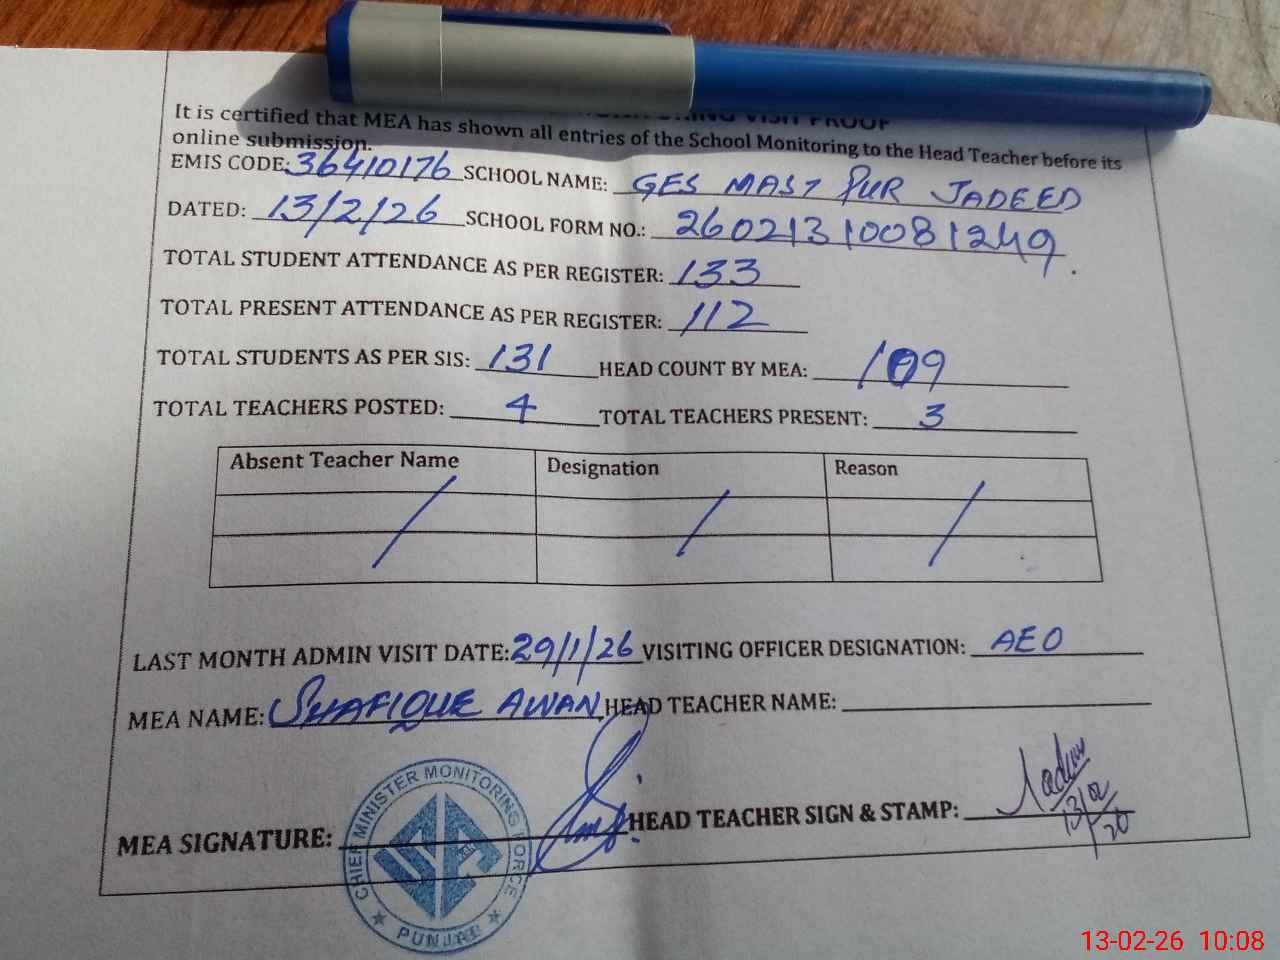 MONITORING VISIT PROOF
It is certified that MEA has shown all entries of the School Monitoring to the Head Teacher before its
online submission.
EMIS CODE: 36410176 SCHOOL NAME: GES MAST PUR JADEED
DATED: 13/2/26 SCHOOL FORM NO.: 26021310081249.
TOTAL STUDENT ATTENDANCE AS PER REGISTER: 133
TOTAL PRESENT ATTENDANCE AS PER REGISTER: 112
TOTAL STUDENTS AS PER SIS: 131 HEAD COUNT BY MEA: 109
TOTAL TEACHERS POSTED: 4 TOTAL TEACHERS PRESENT: 3
Absent Teacher Name Designation Reason
/ / /
LAST MONTH ADMIN VISIT DATE: 29/1/26 VISITING OFFICER DESIGNATION: AEO
MEA NAME: SHAFIQUE AWAN HEAD TEACHER NAME:
MEA SIGNATURE: HEAD TEACHER SIGN & STAMP:
CHIEF MINISTER MONITORING FORCE
PUNJAB
13-02-26 10:08